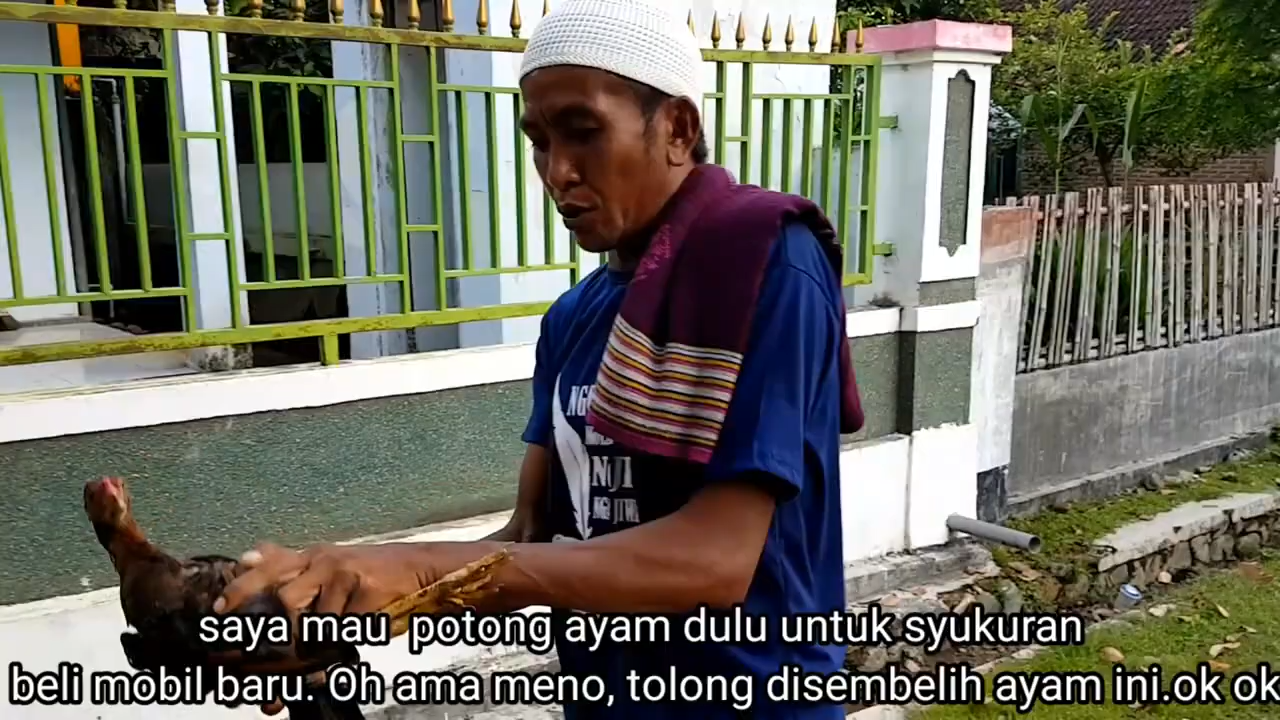 NGJI
saya mau potong ayam dulu untuk syukuran
beli mobil baru. Oh ama meno, tolong disembelih ayam ini.ok ok